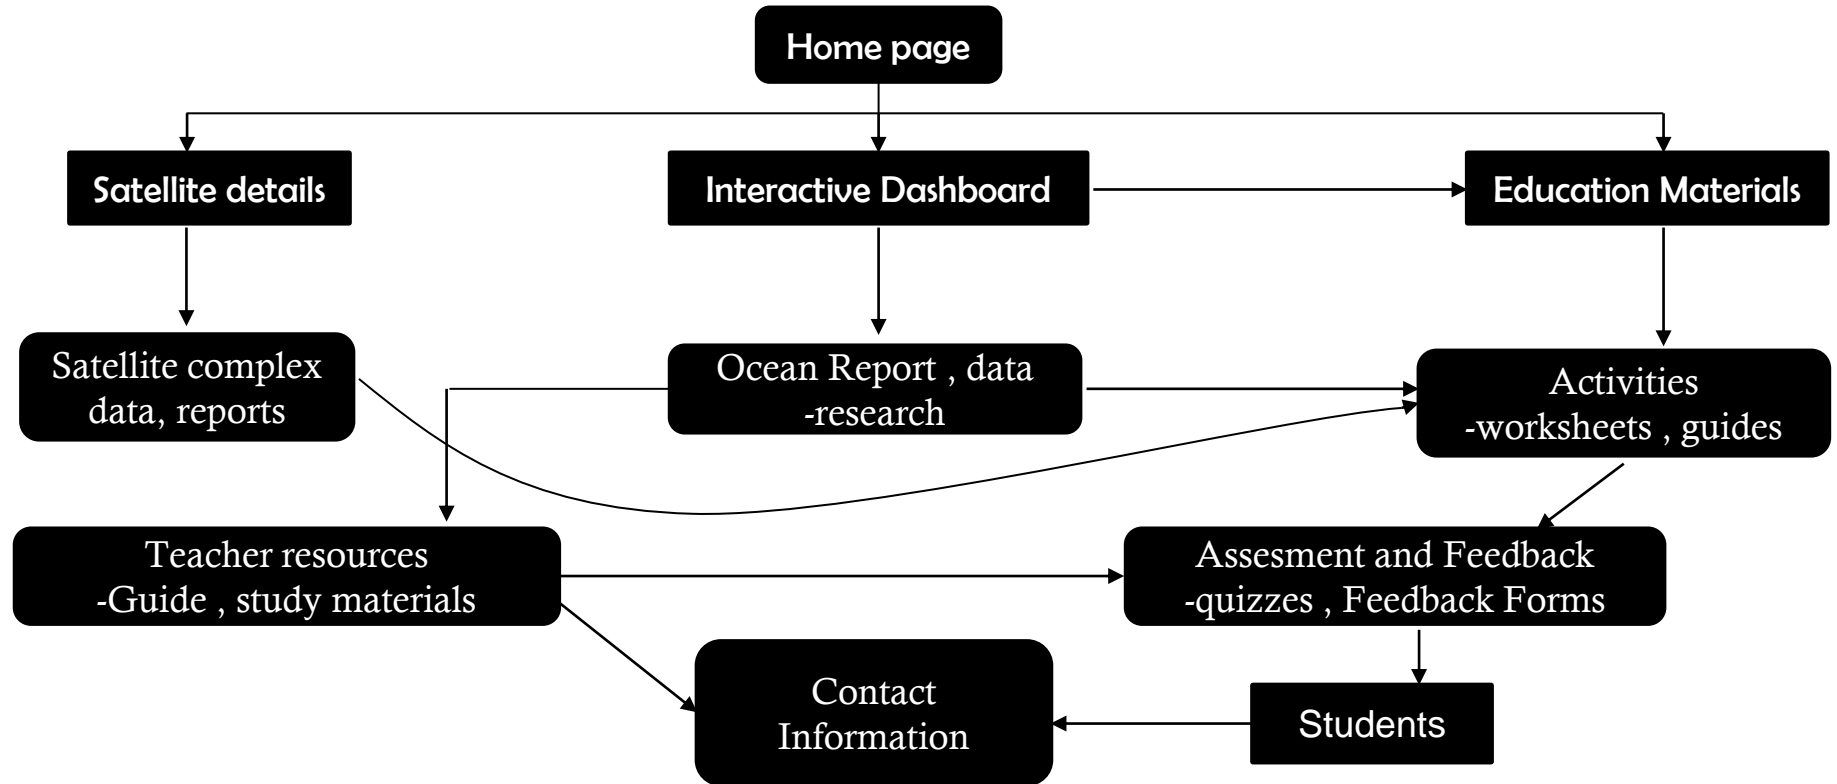 Home page
Satellite details
Interactive Dashboard
Education Materials
Satellite complex
data, reports
Ocean Report , data
-research
Activities
-worksheets , guides
Teacher resources
-Guide , study materials
Assesment and Feedback
-quizzes , Feedback Forms
Contact
Information
Students